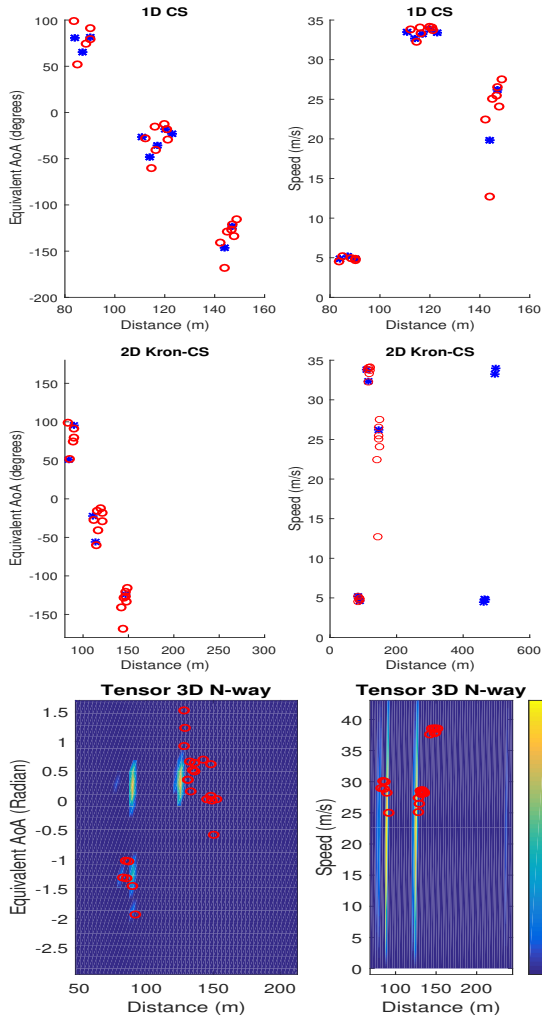 1D CS
1D CS
Equivalent AoA (degrees)
100
50
0
-50
-100
-150
-200
80 100 120 140 160
Distance (m)
Speed (m/s)
35
30
25
20
15
10
5
0
80 100 120 140 160
Distance (m)
2D Kron-CS
2D Kron-CS
Equivalent AoA (degrees)
150
100
50
0
-50
-100
-150
100 150 200 250 300
Distance (m)
Speed (m/s)
35
30
25
20
15
10
5
0
0 200 400 600
Distance (m)
Tensor 3D N-way
Tensor 3D N-way
Equivalent AoA (Radian)
1.5
1
0.5
0
-0.5
-1
-1.5
-2
-2.5
50 100 150 200
Distance (m)
Speed (m/s)
40
35
30
25
20
15
10
5
0
100 150 200
Distance (m)